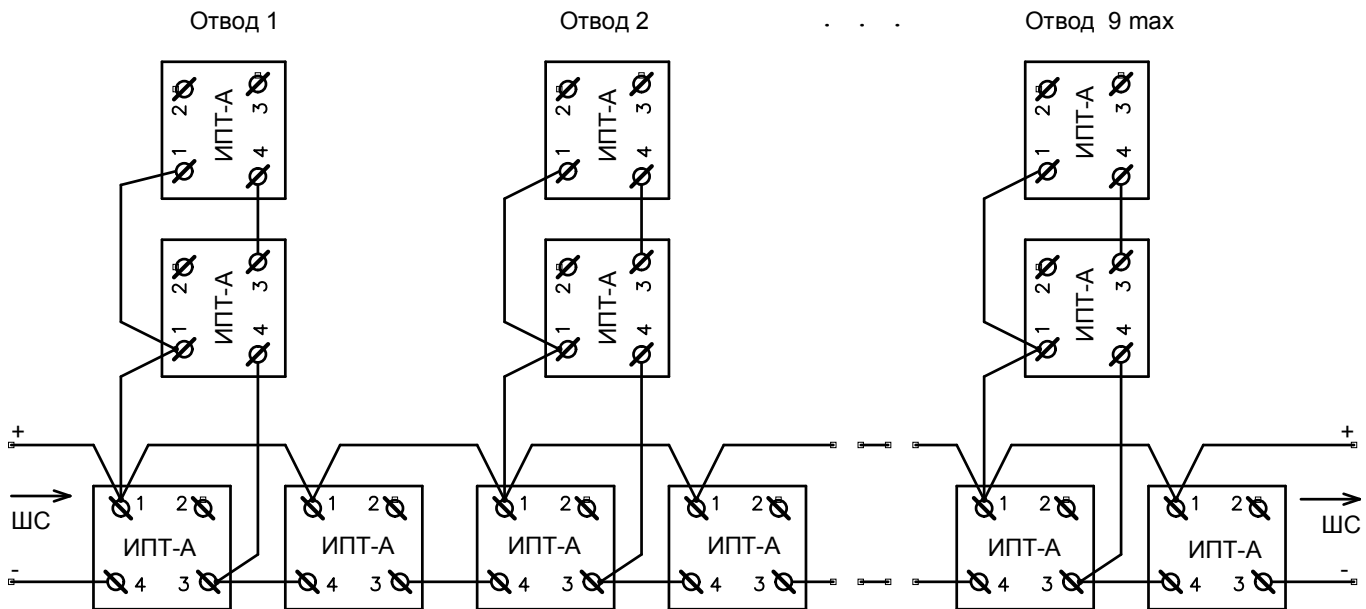 Отвод 1 Отвод 2 . . . Отвод 9 max
2 ИПТ-А 3 2 ИПТ-А 3 2 ИПТ-А 3
1 4 1 4 1 4
2 ИПТ-А 3 2 ИПТ-А 3 2 ИПТ-А 3
1 4 1 4 1 4
+ +
1 2 1 2 1 2 1 2 1 2 1 2
ШС ШС
ИПТ-А ИПТ-А ИПТ-А ИПТ-А ИПТ-А ИПТ-А
- 4 3 4 3 4 3 4 3 4 3 4 3 -